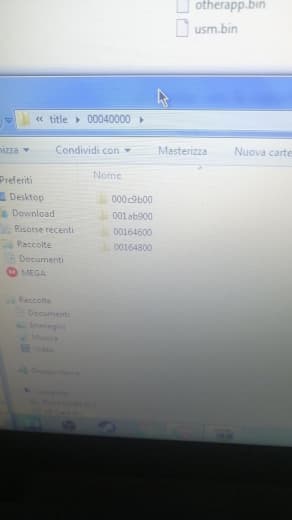 otherapp.bin
usm.bin
« title ▸ 00040000 ▸
nizza ▾ Condividi con ▾ Masterizza Nuova carte
Preferiti
Nome
Desktop
000c9b00
Download
001ab900
Risorse recenti
00164600
Raccolte
00164800
Documenti
MEGA
Raccolte
Documenti
Immagini
Musica
Video